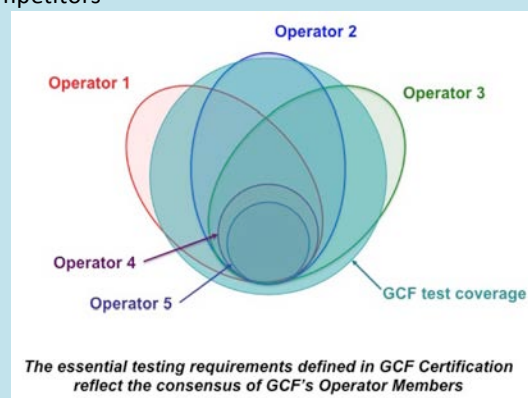 mpetitors
Operator 2
Operator 1
Operator 3
Operator 4
Operator 5
GCF test coverage
The essential testing requirements defined in GCF Certification
reflect the consensus of GCF's Operator Members